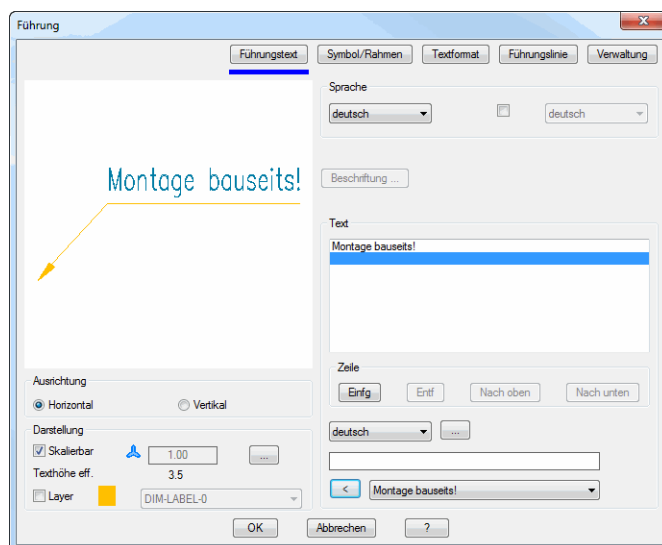 Führung
Führungstext Symbol/Rahmen Textformat Führungslinie Verwaltung
Sprache
deutsch deutsch
Montage bauseits!
Beschriftung ...
Text
Montage bauseits!
Zeile
Einfg Entf Nach oben Nach unten
Ausrichtung
Horizontal Vertikal
Darstellung
Skalierbar 1.00 ...
Texthöhe eff. 3.5
Layer DIM-LABEL-0
deutsch ...
< Montage bauseits!
OK Abbrechen ?